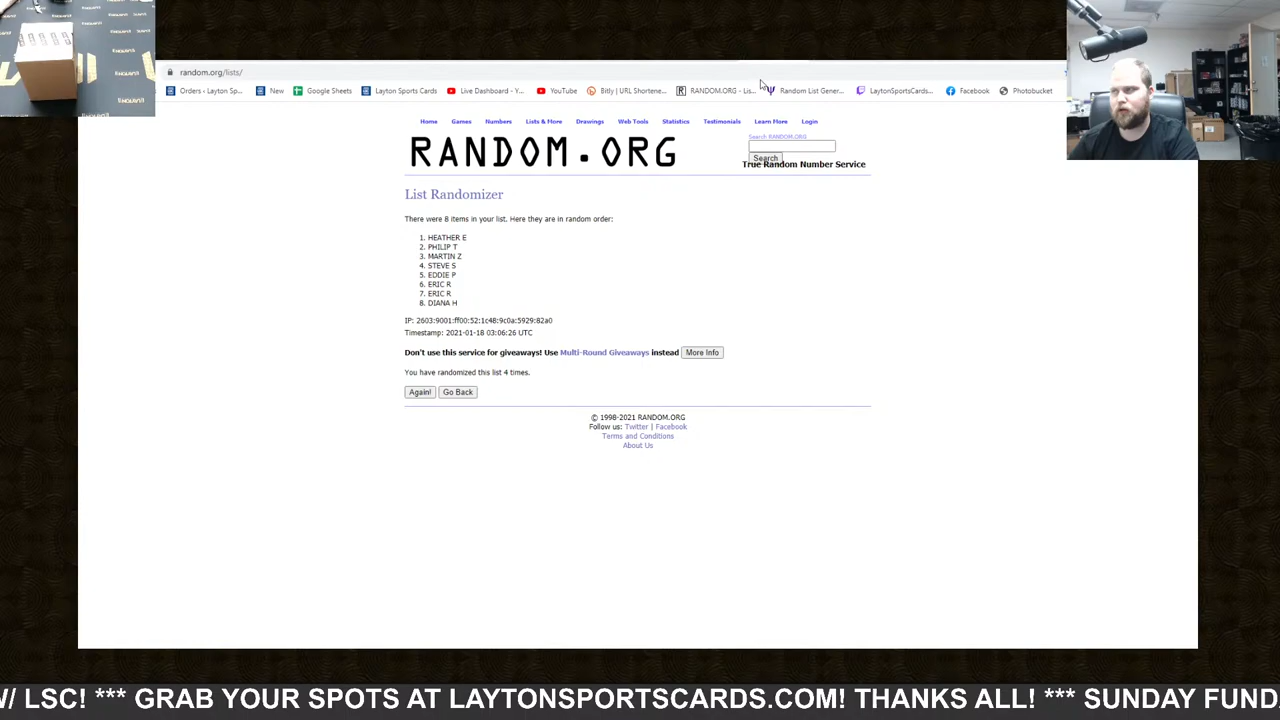 random.org/lists/
Orders ‹ Layton Sp... New Google Sheets Layton Sports Cards Live Dashboard - Y... YouTube Bitly | URL Shortene... RANDOM.ORG - Lis... Random List Gener... LaytonSportsCards... Facebook Photobucket
Home Games Numbers Lists & More Drawings Web Tools Statistics Testimonials Learn More Login
RANDOM.ORG
Search RANDOM.ORG
Search
True Random Number Service
List Randomizer
There were 8 items in your list. Here they are in random order:
1. HEATHER E
2. PHILIP T
3. MARTIN Z
4. STEVE S
5. EDDIE P
6. ERIC R
7. ERIC R
8. DIANA H
IP: 2603:9001:ff00:52:1c48:9c0a:5929:82a0
Timestamp: 2021-01-18 03:06:26 UTC
Don't use this service for giveaways! Use Multi-Round Giveaways instead More Info
You have randomized this list 4 times.
Again! Go Back
© 1998-2021 RANDOM.ORG
Follow us: Twitter | Facebook
Terms and Conditions
About Us
W/ LSC! *** GRAB YOUR SPOTS AT LAYTONSPORTSCARDS.COM! THANKS ALL! *** SUNDAY FUND